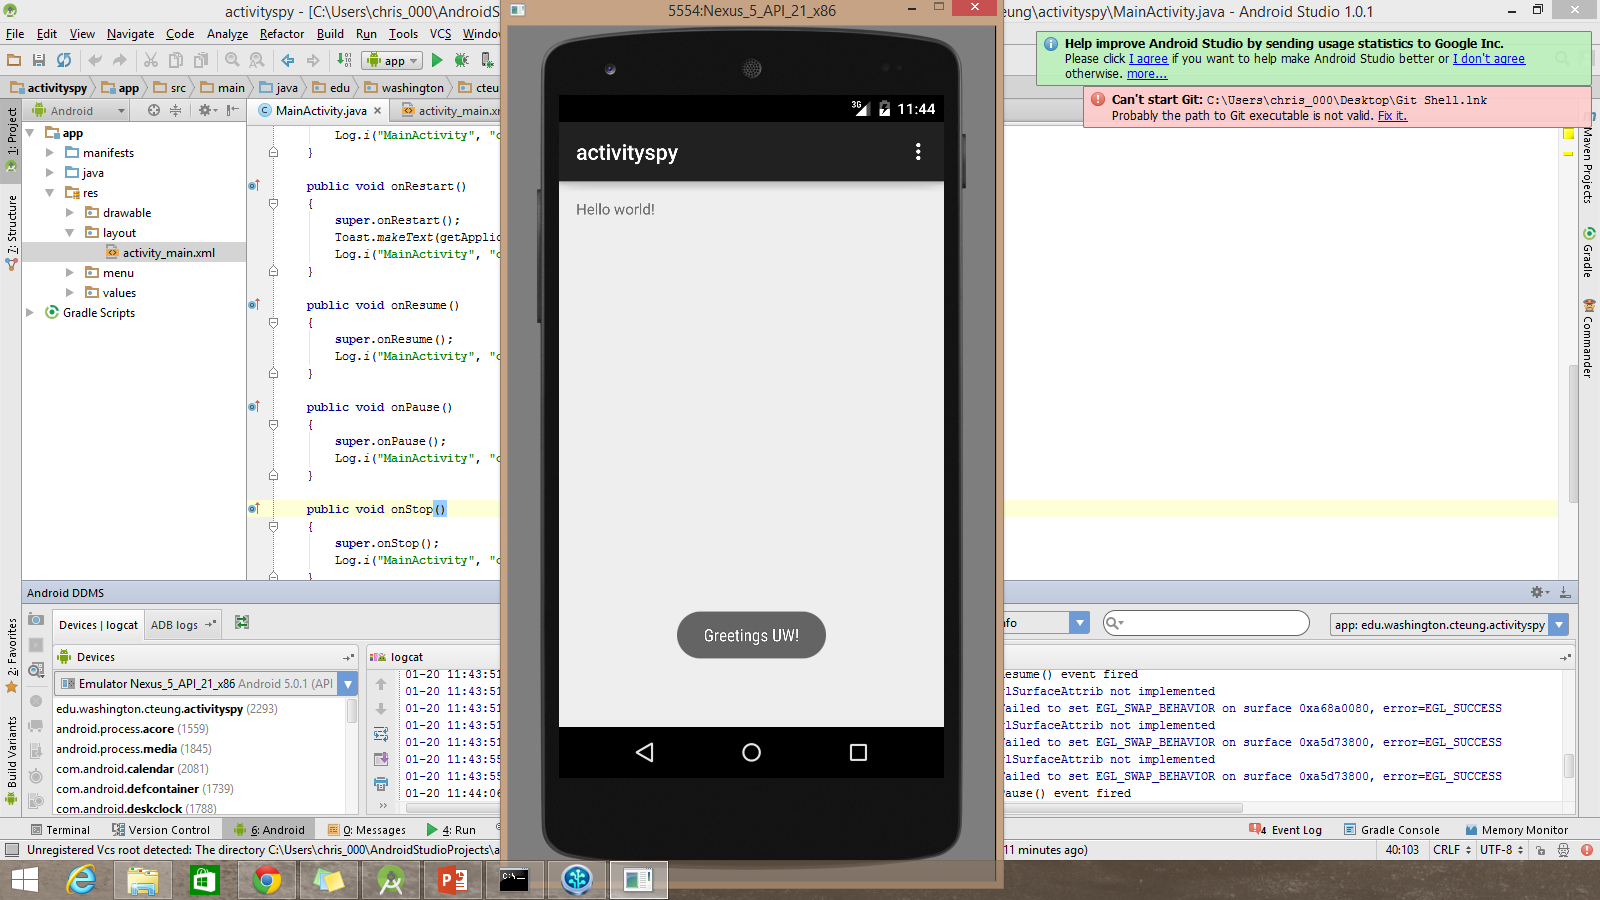 activityspy - [C:\Users\chris_000\AndroidS
5554:Nexus_5_API_21_x86
teung\activityspy\MainActivity.java - Android Studio 1.0.1
File Edit View Navigate Code Analyze Refactor Build Run Tools VCS Window
Help improve Android Studio by sending usage statistics to Google Inc.
Please click I agree if you want to help make Android Studio better or I don't agree
otherwise. more...
app
activityspy app src main java edu washington cteu
Can't start Git: C:\Users\chris_000\Desktop\Git Shell.lnk
Probably the path to Git executable is not valid. Fix it.
1: Project
7: Structure
2: Favorites
Build Variants
Android
app
manifests
java
res
drawable
layout
activity_main.xml
menu
values
Gradle Scripts
MainActivity.java
activity_main.x
Log.i("MainActivity", "
}
public void onRestart()
{
super.onRestart();
Toast.makeText(getApplic
Log.i("MainActivity", "
}
public void onResume()
{
super.onResume();
Log.i("MainActivity", "
}
public void onPause()
{
super.onPause();
Log.i("MainActivity", "
}
public void onStop()
{
super.onStop();
Log.i("MainActivity", "
}
3G 11:44
activityspy
Hello world!
Greetings UW!
Maven Projects
Gradle
Commander
m
Android DDMS
Devices | logcat
ADB logs
nfo
app: edu.washington.cteung.activityspy
Devices
Emulator Nexus_5_API_21_x86 Android 5.0.1 (API
edu.washington.cteung.activityspy (2293)
android.process.acore (1559)
android.process.media (1845)
com.android.calendar (2081)
com.android.defcontainer (1739)
com.android.deskclock (1788)
logcat
01-20 11:43:51 esume() event fired
01-20 11:43:51 lSurfaceAttrib not implemented
01-20 11:43:51 ailed to set EGL_SWAP_BEHAVIOR on surface 0xa68a0080, error=EGL_SUCCESS
01-20 11:43:51 lSurfaceAttrib not implemented
01-20 11:43:51 ailed to set EGL_SWAP_BEHAVIOR on surface 0xa5d73800, error=EGL_SUCCESS
01-20 11:43:55 lSurfaceAttrib not implemented
01-20 11:43:55 ailed to set EGL_SWAP_BEHAVIOR on surface 0xa5d73800, error=EGL_SUCCESS
01-20 11:44:06 ause() event fired
Terminal Version Control 6: Android 0: Messages 4: Run
4 Event Log Gradle Console Memory Monitor
Unregistered Vcs root detected: The directory C:\Users\chris_000\AndroidStudioProjects\a
11 minutes ago)
40:103 CRLF UTF-8
C:\.